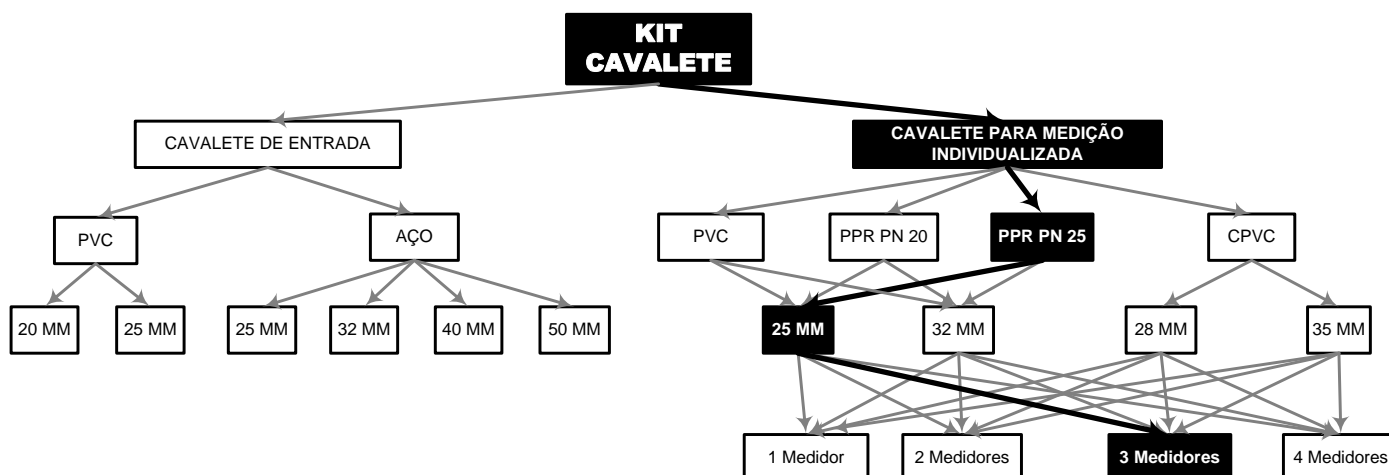 KIT
CAVALETE
CAVALETE DE ENTRADA
CAVALETE PARA MEDIÇÃO
INDIVIDUALIZADA
PVC
AÇO
PVC
PPR PN 20
PPR PN 25
CPVC
20 MM
25 MM
25 MM
32 MM
40 MM
50 MM
25 MM
32 MM
28 MM
35 MM
1 Medidor
2 Medidores
3 Medidores
4 Medidores